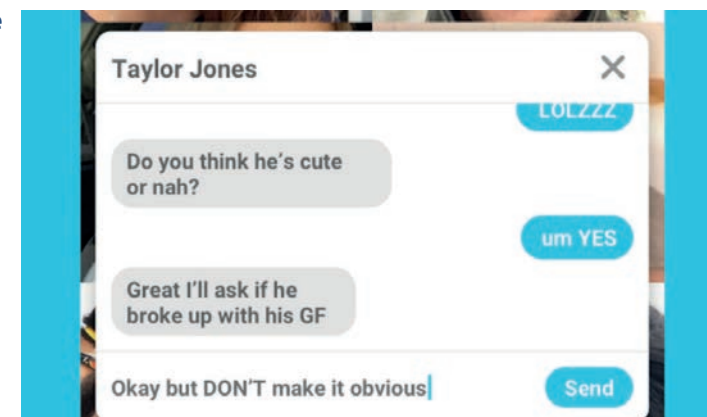 Taylor Jones
LOLZZZ
Do you think he's cute
or nah?
um YES
Great I'll ask if he
broke up with his GF
Okay but DON'T make it obvious
Send